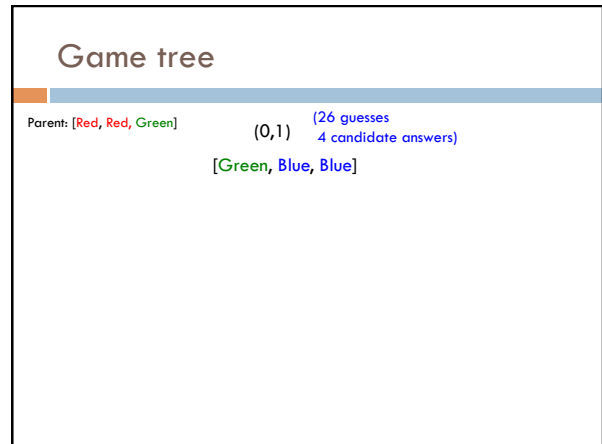 Game tree
Parent: [Red, Red, Green]
(0,1)
(26 guesses
4 candidate answers)
[Green, Blue, Blue]